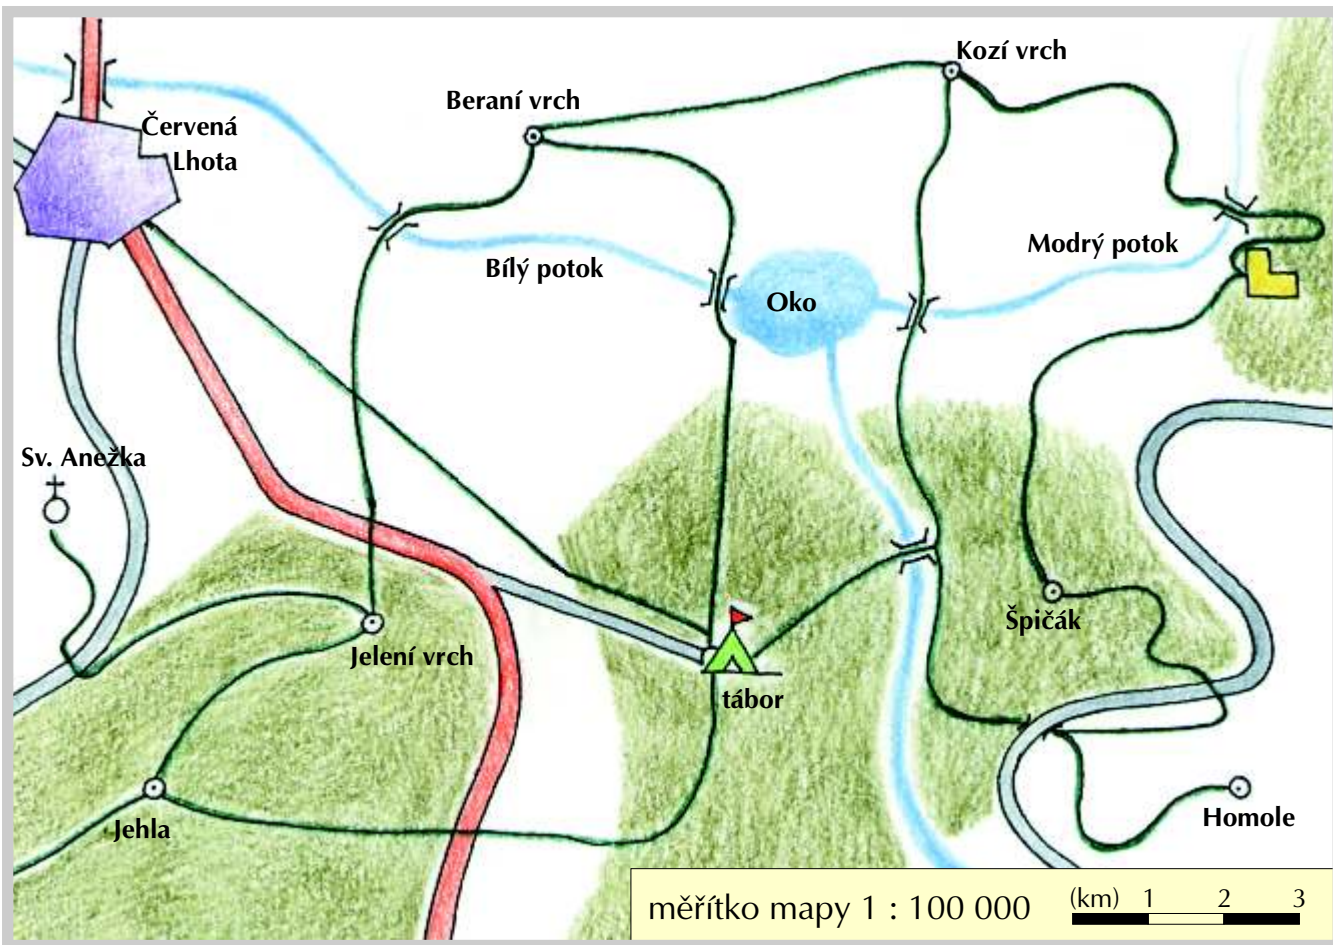 Kozí vrch
Beraní vrch
Červená
Lhota
Modrý potok
Bílý potok
Oko
Sv. Anežka
Špičák
Jelení vrch
tábor
Jehla
Homole
měřítko mapy 1 : 100 000 (km) 1 2 3